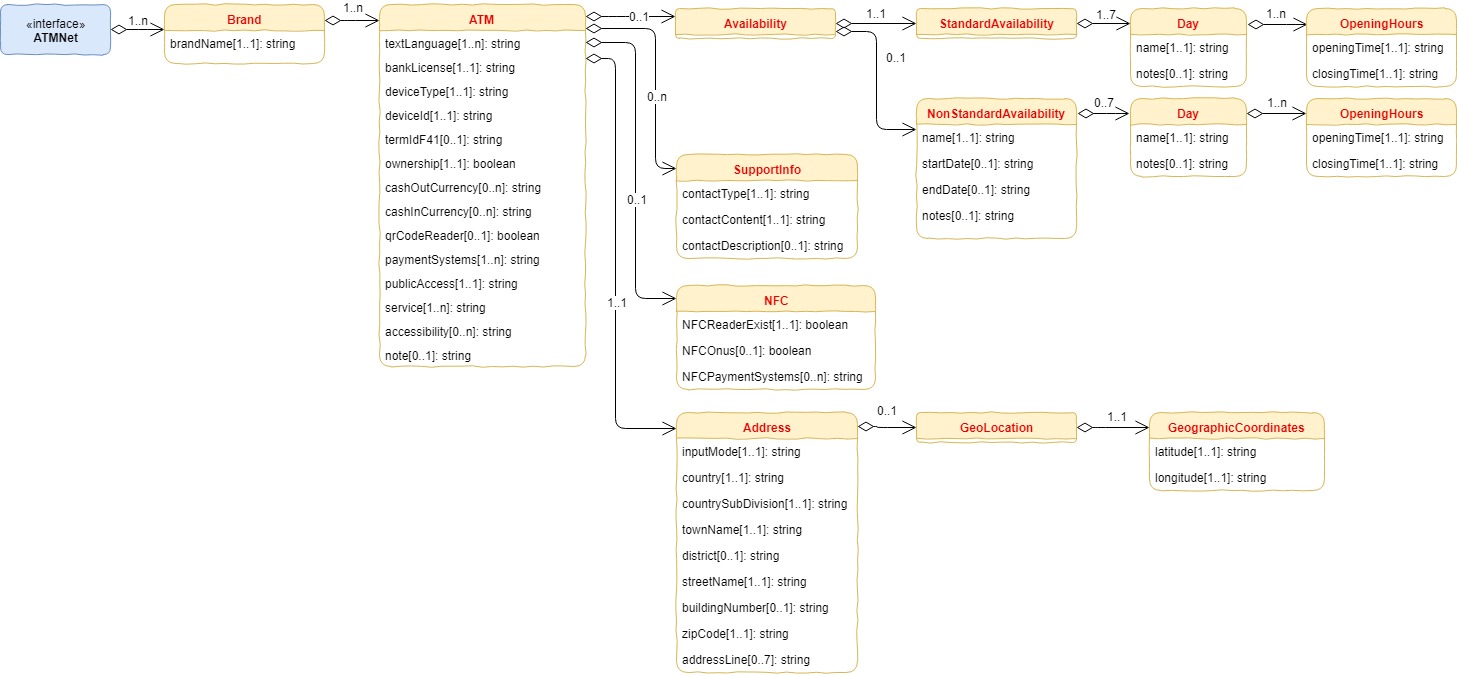 «interface»
ATMNet
1..n
Brand
brandName[1..1]: string
1..n
ATM
textLanguage[1..n]: string
bankLicense[1..1]: string
deviceType[1..1]: string
deviceId[1..1]: string
termIdF41[0..1]: string
ownership[1..1]: boolean
cashOutCurrency[0..n]: string
cashInCurrency[0..n]: string
qrCodeReader[0..1]: boolean
paymentSystems[1..n]: string
publicAccess[1..1]: string
service[1..n]: string
accessibility[0..n]: string
note[0..1]: string
0..1
Availability
1..1
StandardAvailability
1..7
Day
name[1..1]: string
notes[0..1]: string
1..n
OpeningHours
openingTime[1..1]: string
closingTime[1..1]: string
0..1
NonStandardAvailability
name[1..1]: string
startDate[0..1]: string
endDate[0..1]: string
notes[0..1]: string
0..7
Day
name[1..1]: string
notes[0..1]: string
1..n
OpeningHours
openingTime[1..1]: string
closingTime[1..1]: string
0..n
SupportInfo
contactType[1..1]: string
contactContent[1..1]: string
contactDescription[0..1]: string
0..1
NFC
NFCReaderExist[1..1]: boolean
NFCOnus[0..1]: boolean
NFCPaymentSystems[0..n]: string
1..1
Address
inputMode[1..1]: string
country[1..1]: string
countrySubDivision[1..1]: string
townName[1..1]: string
district[0..1]: string
streetName[1..1]: string
buildingNumber[0..1]: string
zipCode[1..1]: string
addressLine[0..7]: string
0..1
GeoLocation
1..1
GeographicCoordinates
latitude[1..1]: string
longitude[1..1]: string